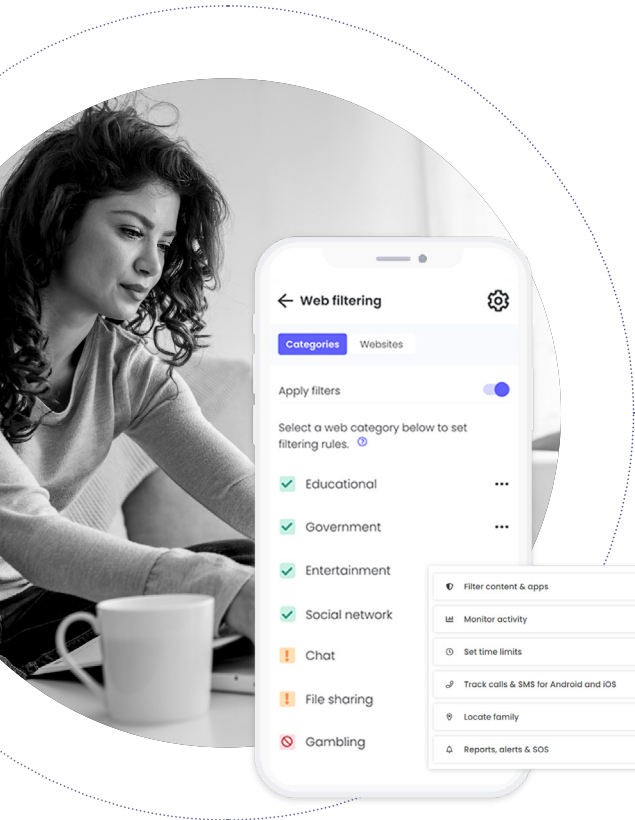 Web filtering
Categories Websites
Apply filters
Select a web category below to set
filtering rules.
Educational
Government
Entertainment
Social network
Chat
File sharing
Gambling
Filter content & apps
Monitor activity
Set time limits
Track calls & SMS for Android and iOS
Locate family
Reports, alerts & SOS